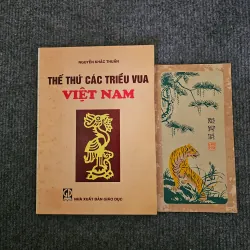 NGUYỄN KHẮC THUẦN
THẾ THỨ CÁC TRIỀU VUA
VIỆT NAM
NHÀ XUẤT BẢN GIÁO DỤC